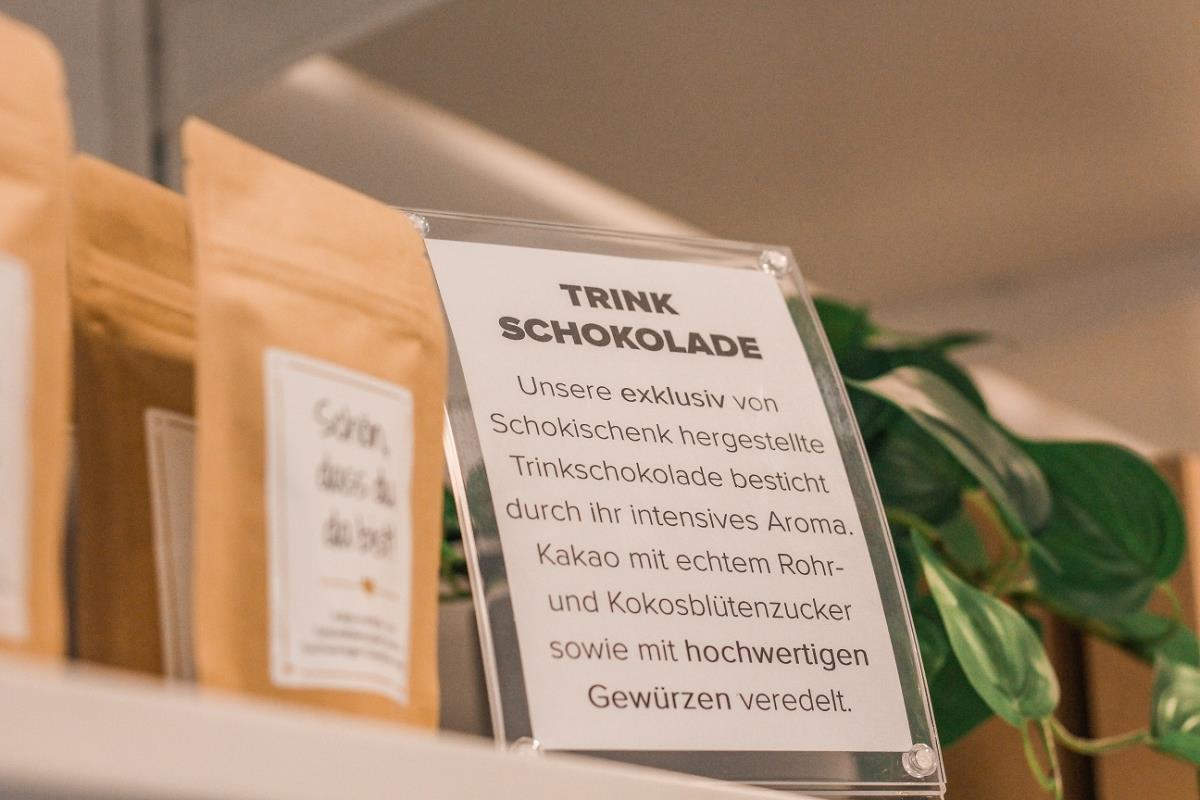 Schön,
dass du
da bist!
TRINK
SCHOKOLADE
Unsere exklusiv von
Schokischenk hergestellte
Trinkschokolade besticht
durch ihr intensives Aroma.
Kakao mit echtem Rohr-
und Kokosblütenzucker
sowie mit hochwertigen
Gewürzen veredelt.